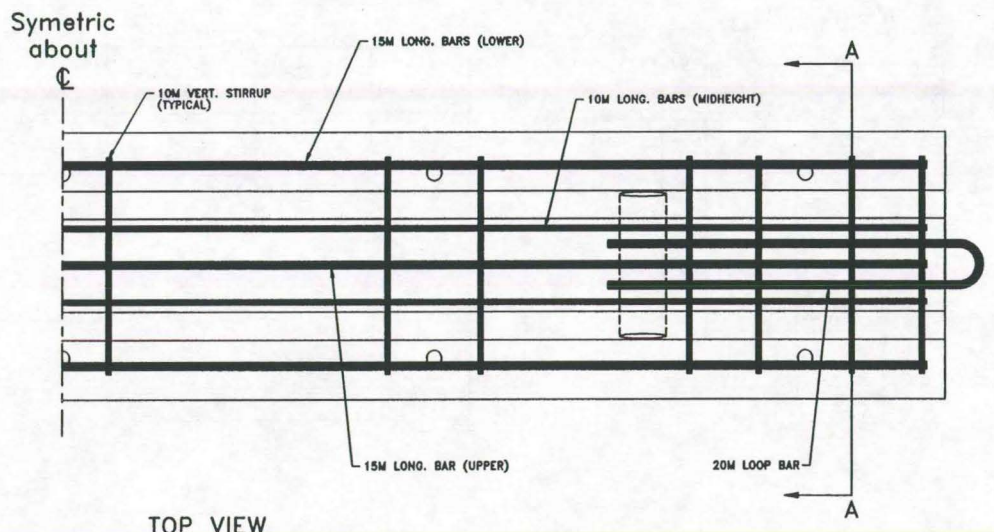 Symetric
about
℄
15M LONG. BARS (LOWER)
10M VERT. STIRRUP
(TYPICAL)
10M LONG. BARS (MIDHEIGHT)
A
15M LONG. BAR (UPPER)
20M LOOP BAR
A
TOP VIEW